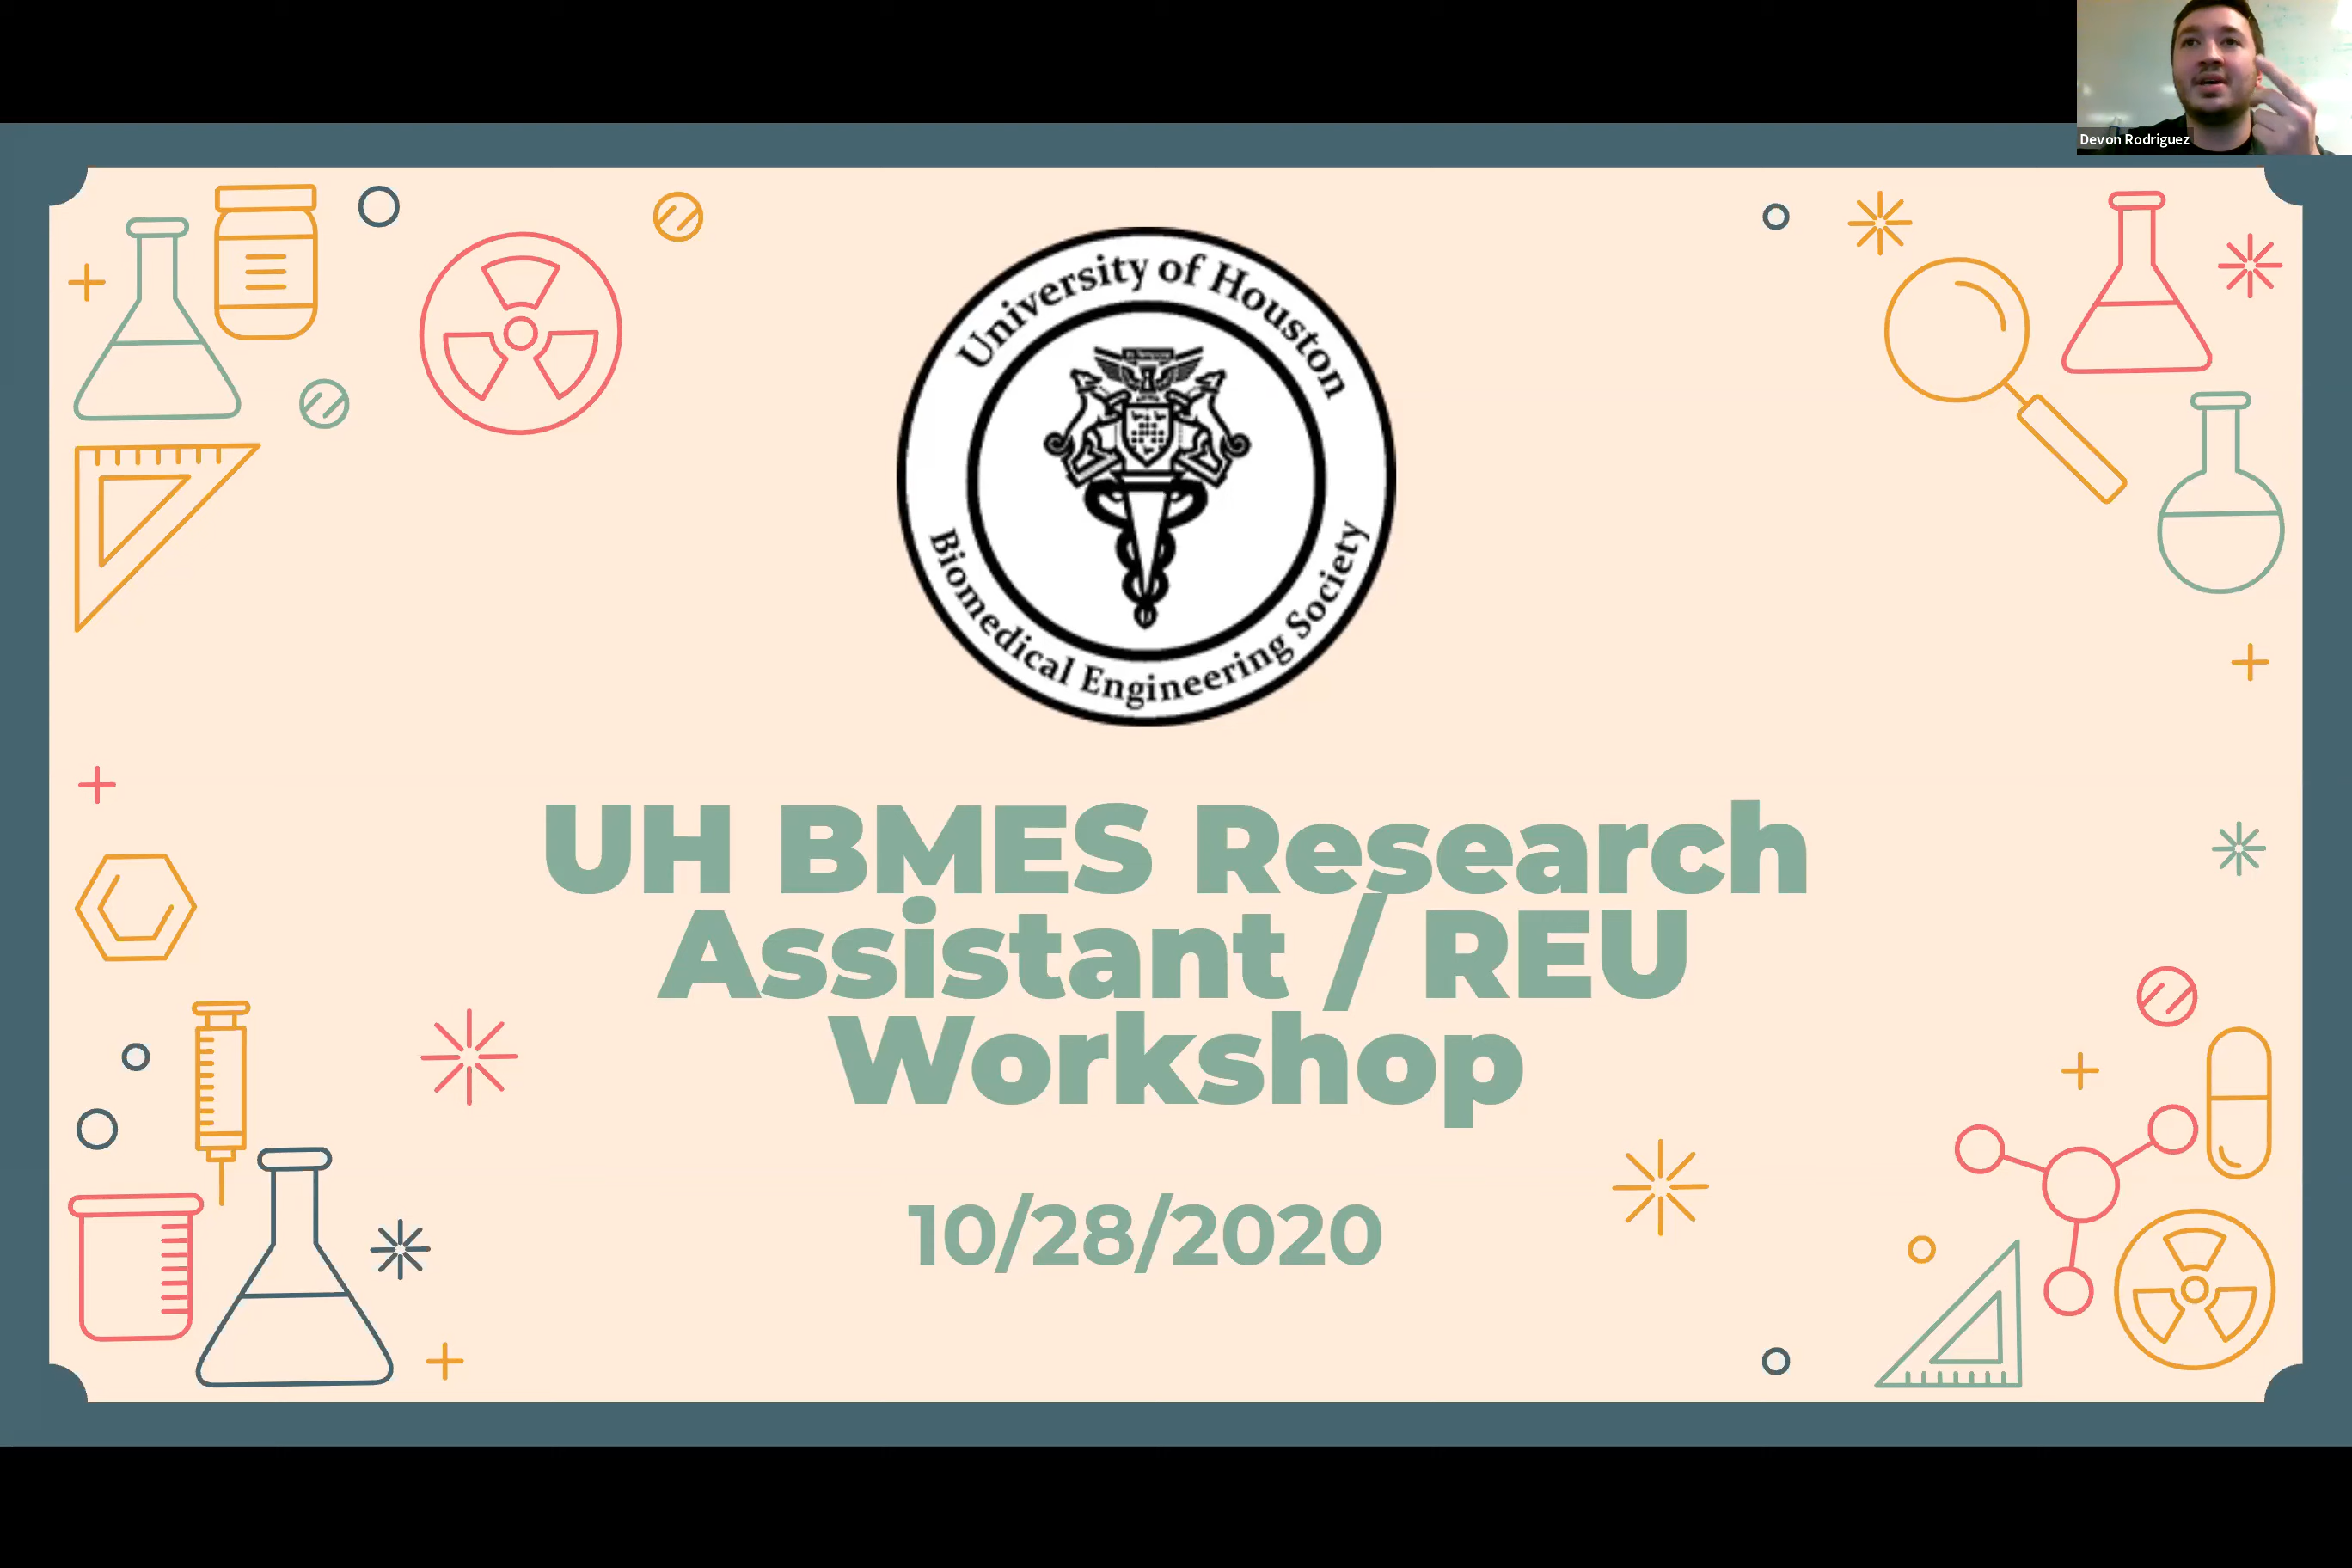 Devon Rodriguez
University of Houston
Biomedical Engineering Society
UH BMES Research
Assistant / REU
Workshop
10/28/2020